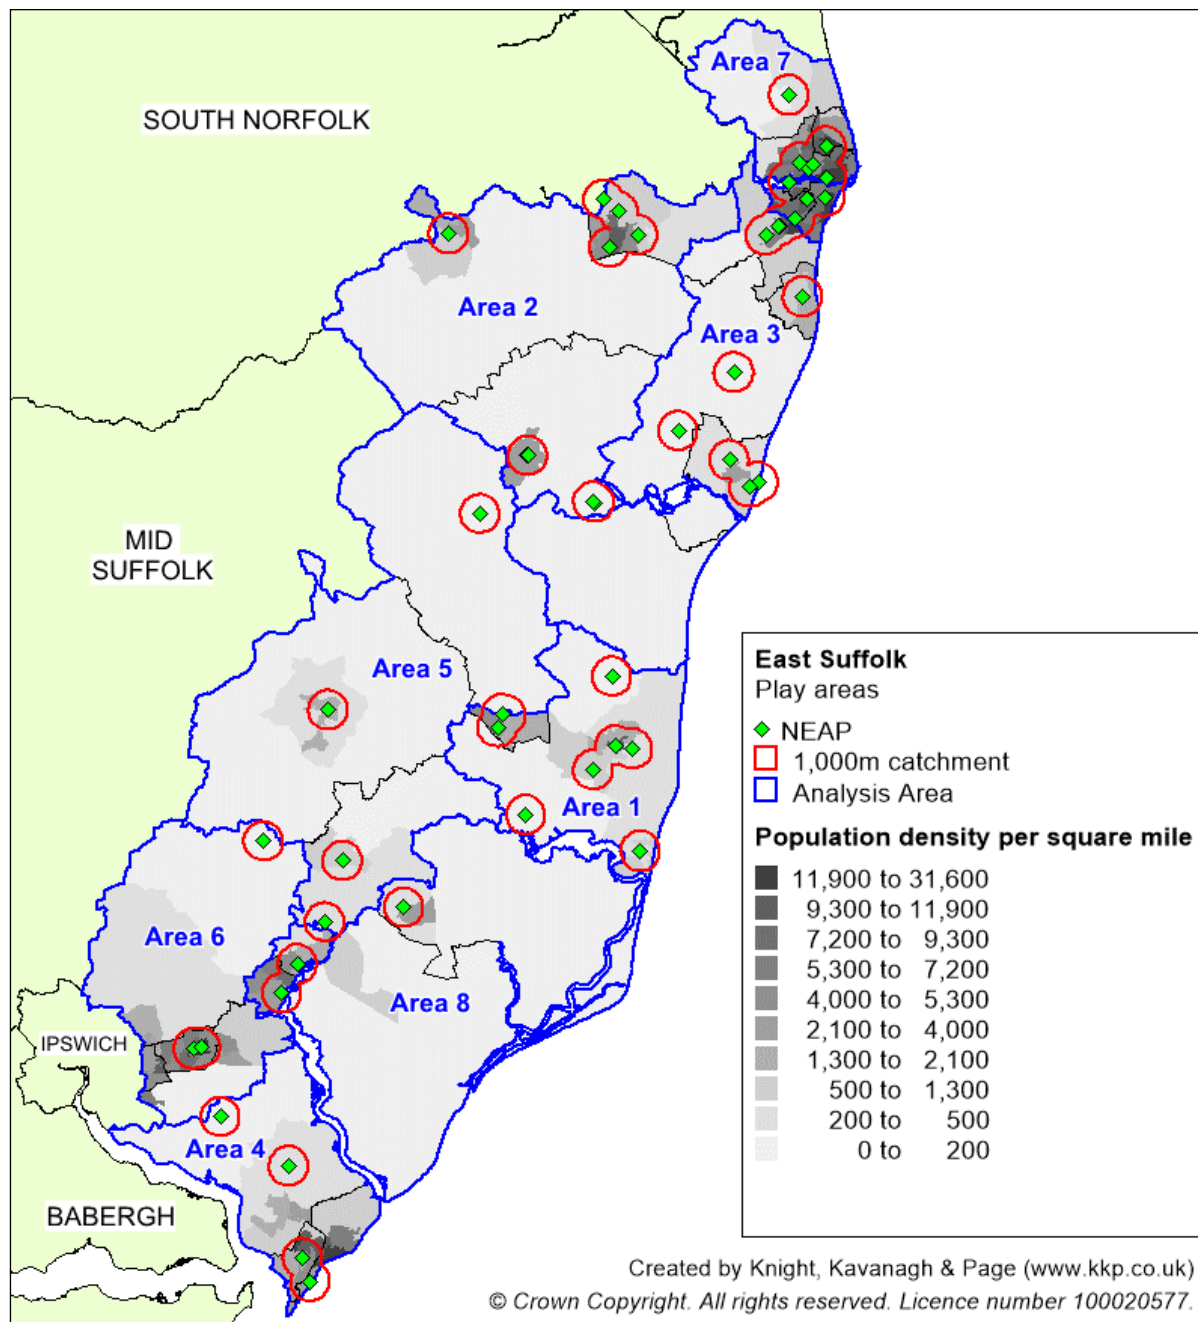 Area 7
SOUTH NORFOLK
Area 2
Area 3
MID
SUFFOLK
Area 5
East Suffolk
Play areas
NEAP
1,000m catchment
Analysis Area
Area 1
Population density per square mile
11,900 to 31,600
9,300 to 11,900
7,200 to 9,300
5,300 to 7,200
4,000 to 5,300
2,100 to 4,000
1,300 to 2,100
500 to 1,300
200 to 500
0 to 200
Area 6
Area 8
IPSWICH
Area 4
BABERGH
Created by Knight, Kavanagh & Page (www.kkp.co.uk)
© Crown Copyright. All rights reserved. Licence number 100020577.